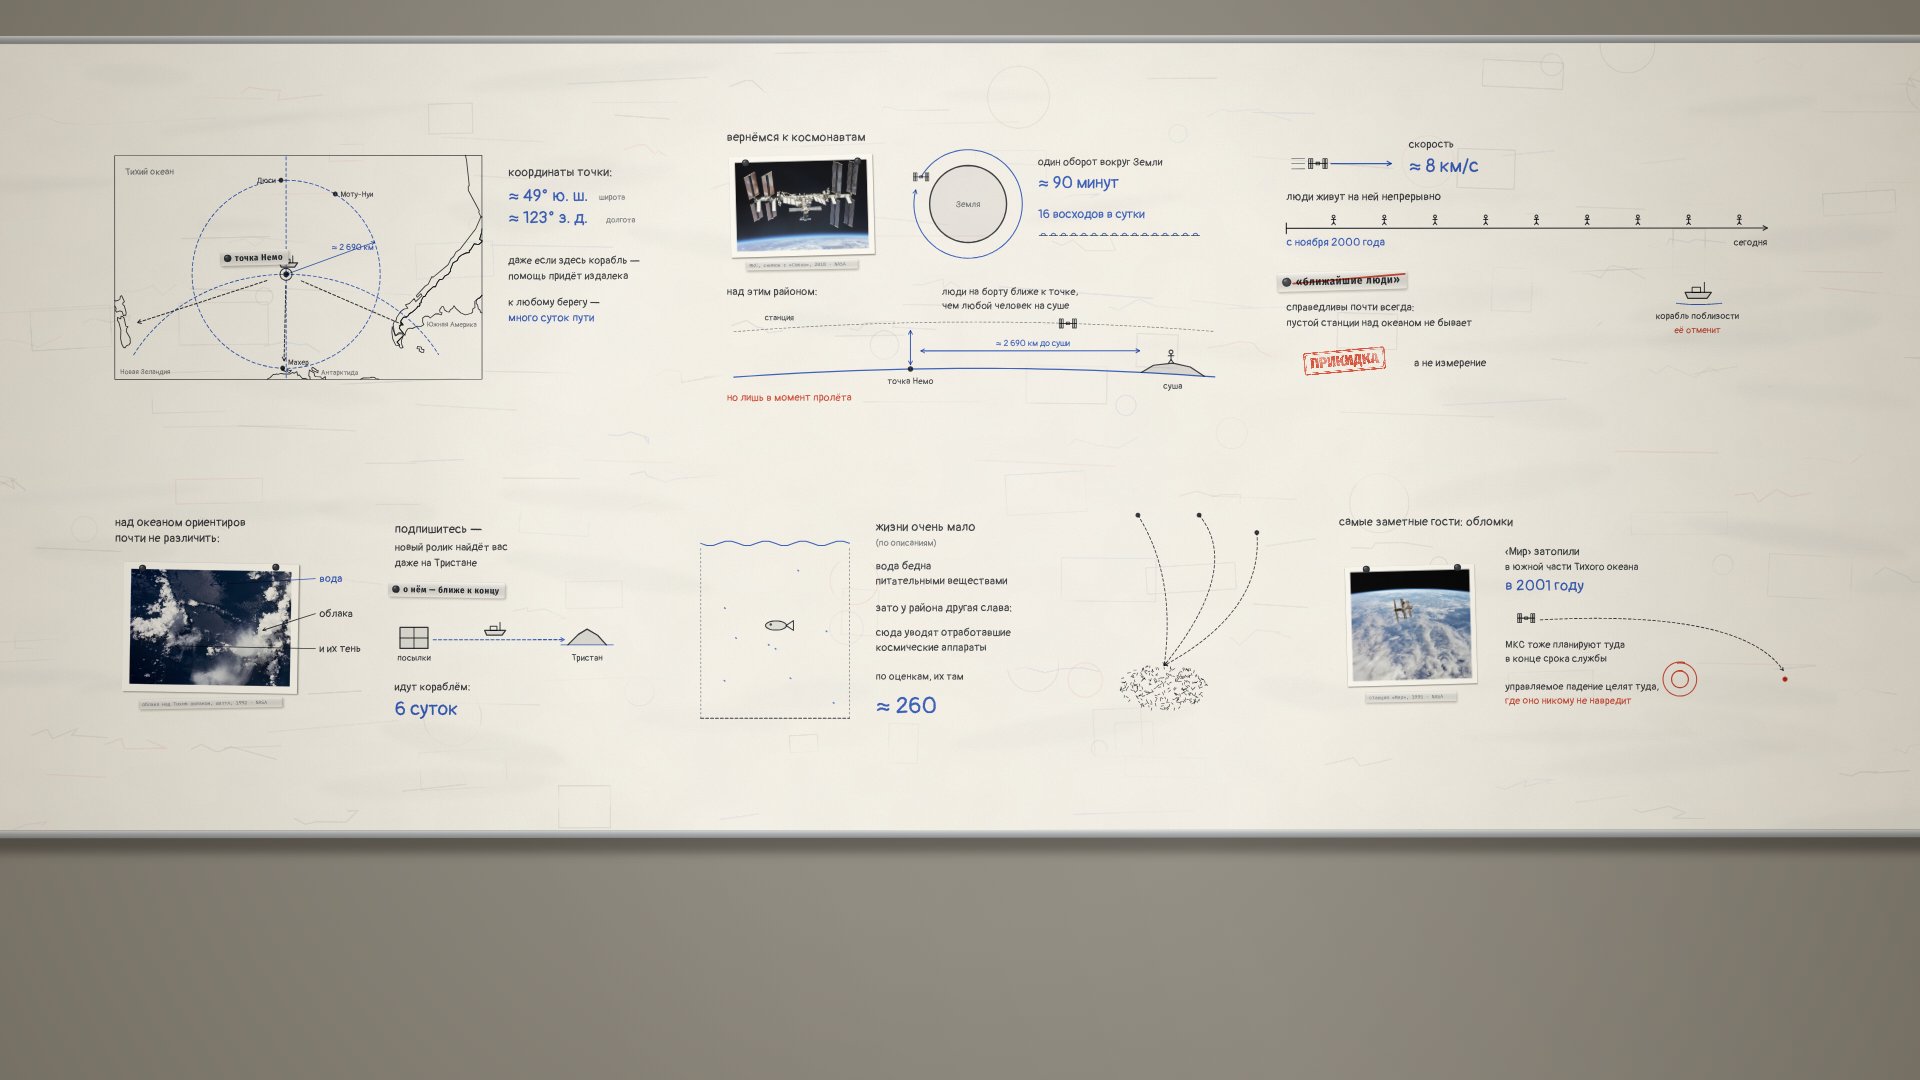 Тихий океан
Дюси
Моту-Нуи
≈ 2 690 км
точка Немо
Южная Америка
Махер
Новая Зеландия
Антарктида
координаты точки:
≈ 49° ю. ш. широта
≈ 123° з. д. долгота
даже если здесь корабль —
помощь придёт издалека
к любому берегу —
много суток пути
вернёмся к космонавтам
Земля
один оборот вокруг Земли
≈ 90 минут
16 восходов в сутки
над этим районом:
люди на борту ближе к точке,
чем любой человек на суше
станция
≈ 2 690 км до суши
точка Немо
суша
но лишь в момент пролёта
скорость
≈ 8 км/с
люди живут на ней непрерывно
с ноября 2000 года
сегодня
«ближайшие люди»
справедливы почти всегда:
пустой станции над океаном не бывает
ПРИКИДКА
а не измерение
корабль поблизости
её отменит
над океаном ориентиров
почти не различить:
вода
облака
и их тень
подпишитесь —
новый ролик найдёт вас
даже на Тристане
о нём — ближе к концу
посылки
Тристан
идут кораблём:
6 суток
жизни очень мало
(по описаниям)
вода бедна
питательными веществами
зато у района другая слава:
сюда уводят отработавшие
космические аппараты
по оценкам, их там
≈ 260
самые заметные гости: обломки
«Мир» затопили
в южной части Тихого океана
в 2001 году
МКС тоже планируют туда
в конце срока службы
управляемое падение целят туда,
где оно никому не навредит